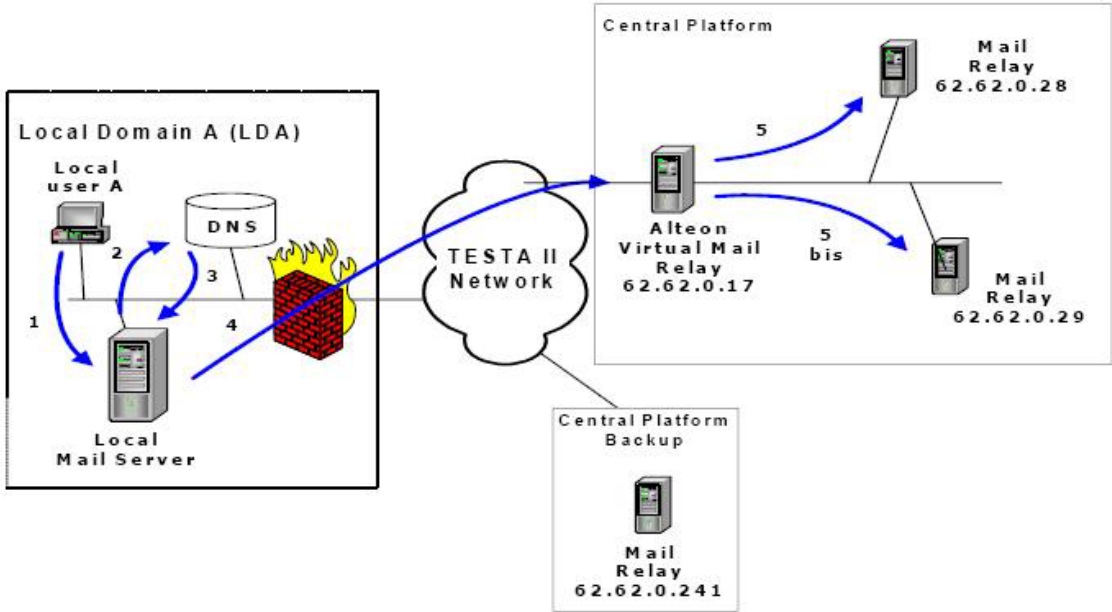 Central Platform
Mail
Relay
62.62.0.28
5
Local Domain A (LDA)
Local
user A
2
DNS
3
1
4
TESTA II
Network
Alteon
Virtual Mail
Relay
62.62.0.17
5
bis
Mail
Relay
62.62.0.29
Local
Mail Server
Central Platform
Backup
Mail
Relay
62.62.0.241